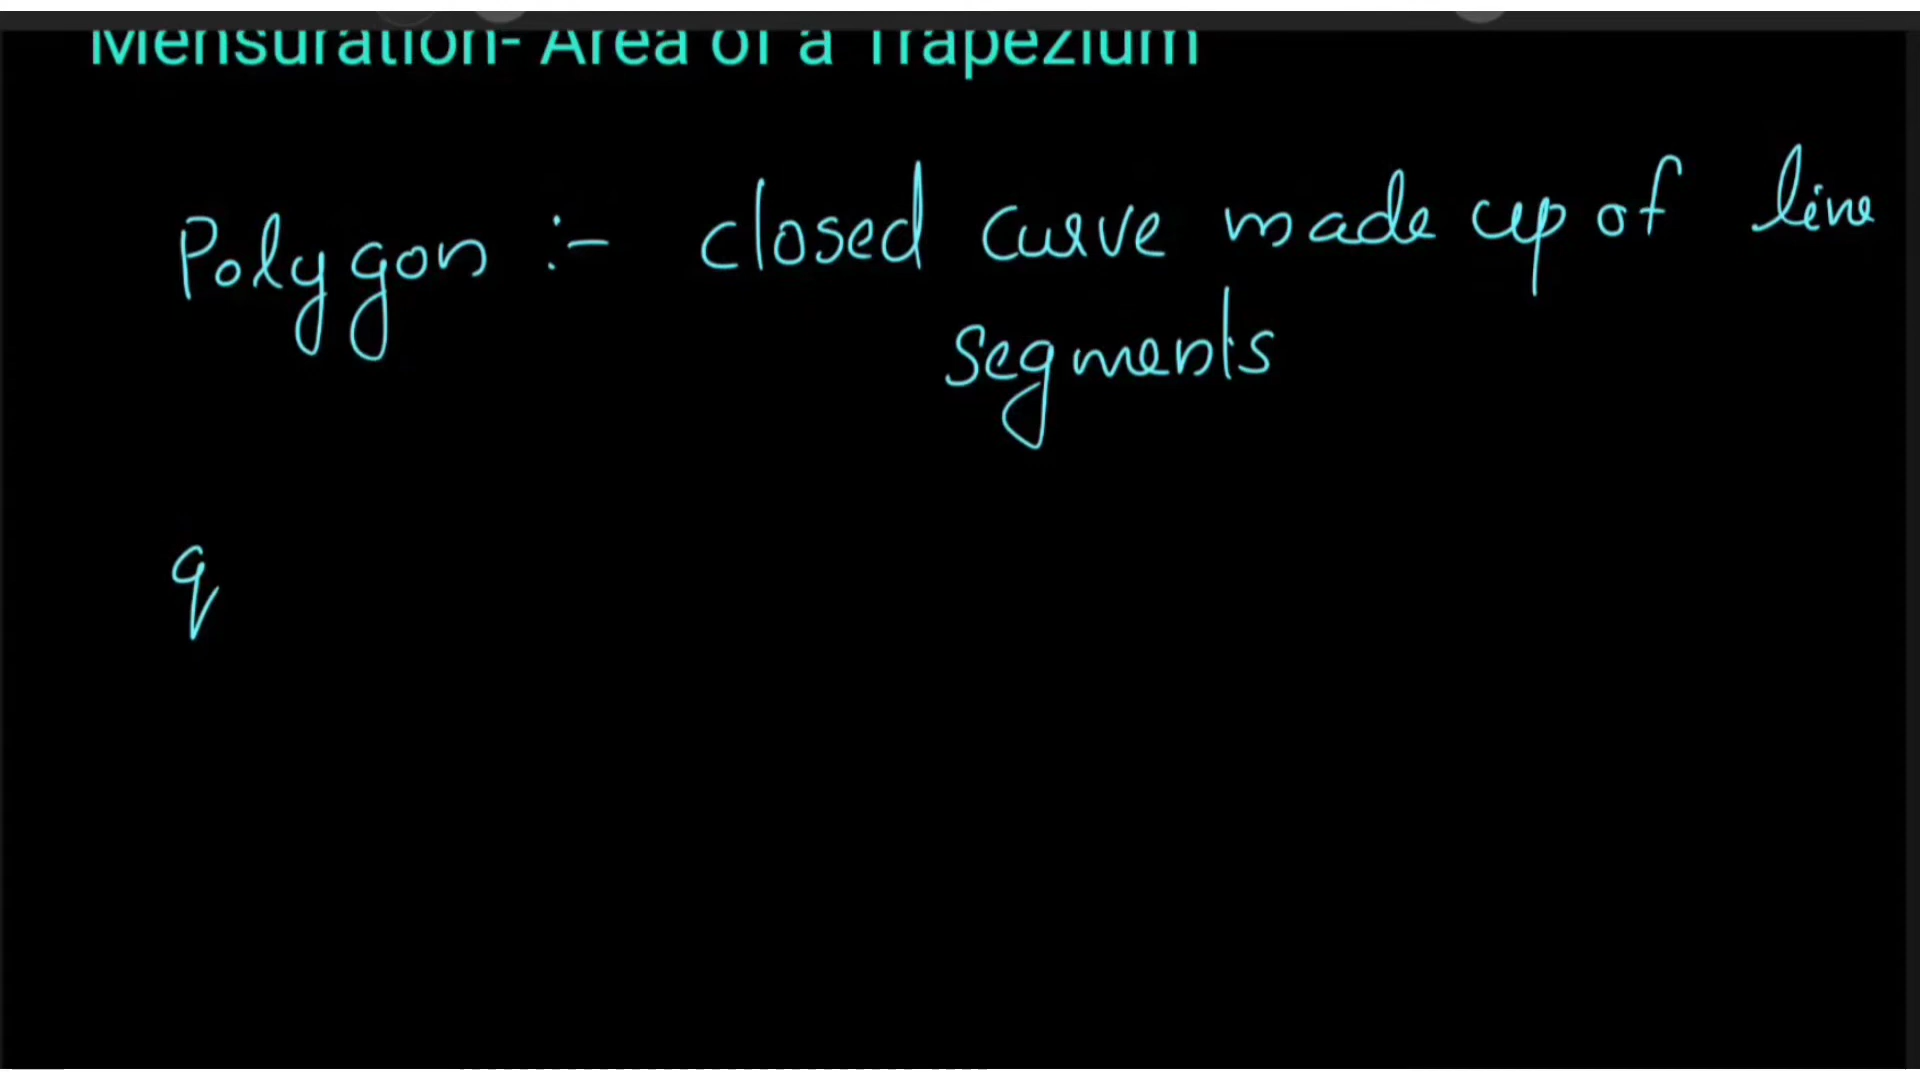 Mensuration- Area of a Trapezium
Polygon :- closed curve made up of line
segments
q